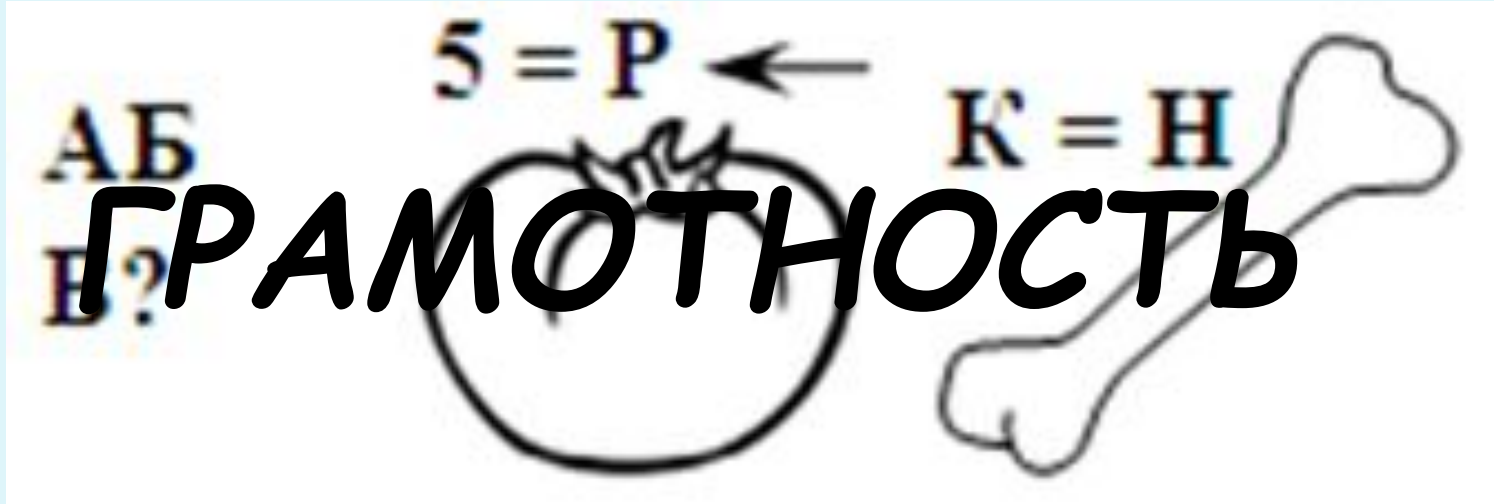 5 = Р
К = Н
АБ
В?
ГРАМОТНОСТЬ